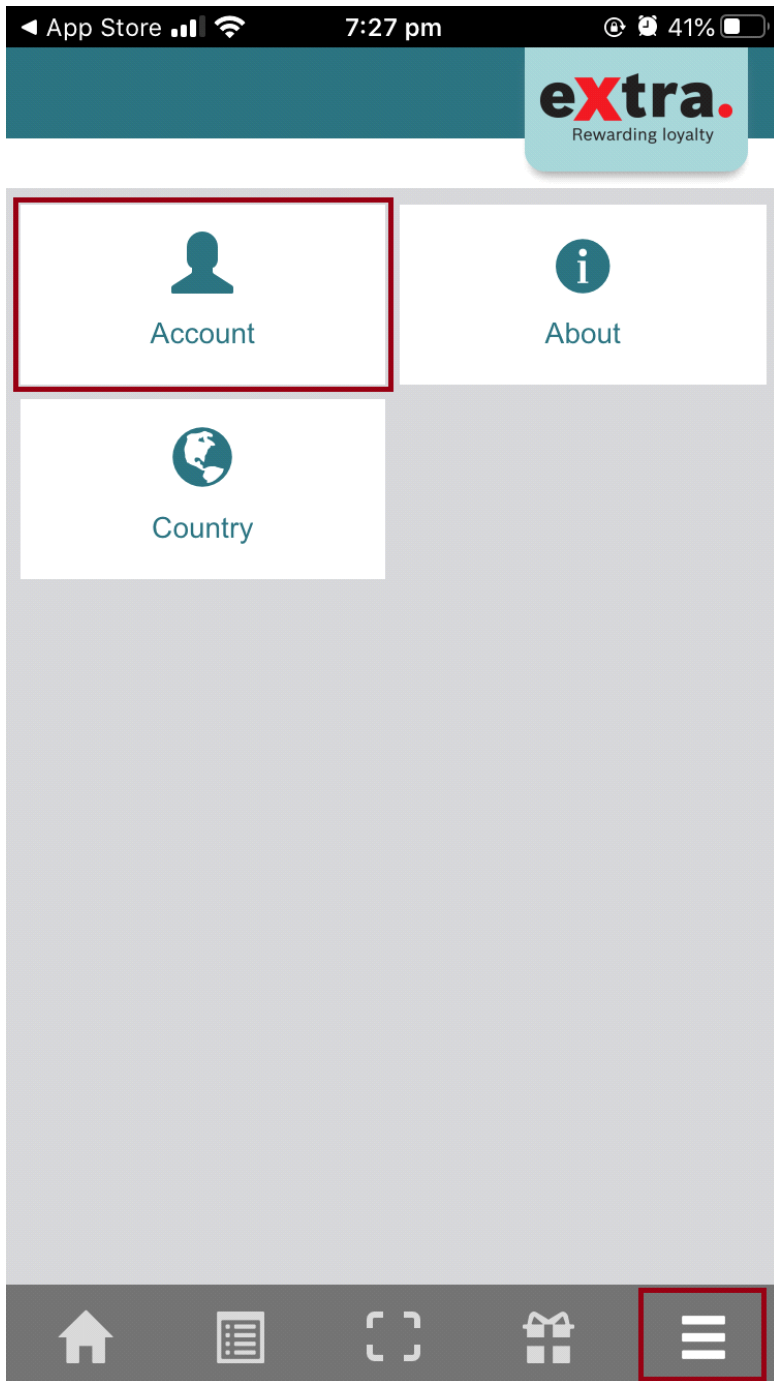 App Store 7:27 pm 41%
eXtra.
Rewarding loyalty
Account
About
Country